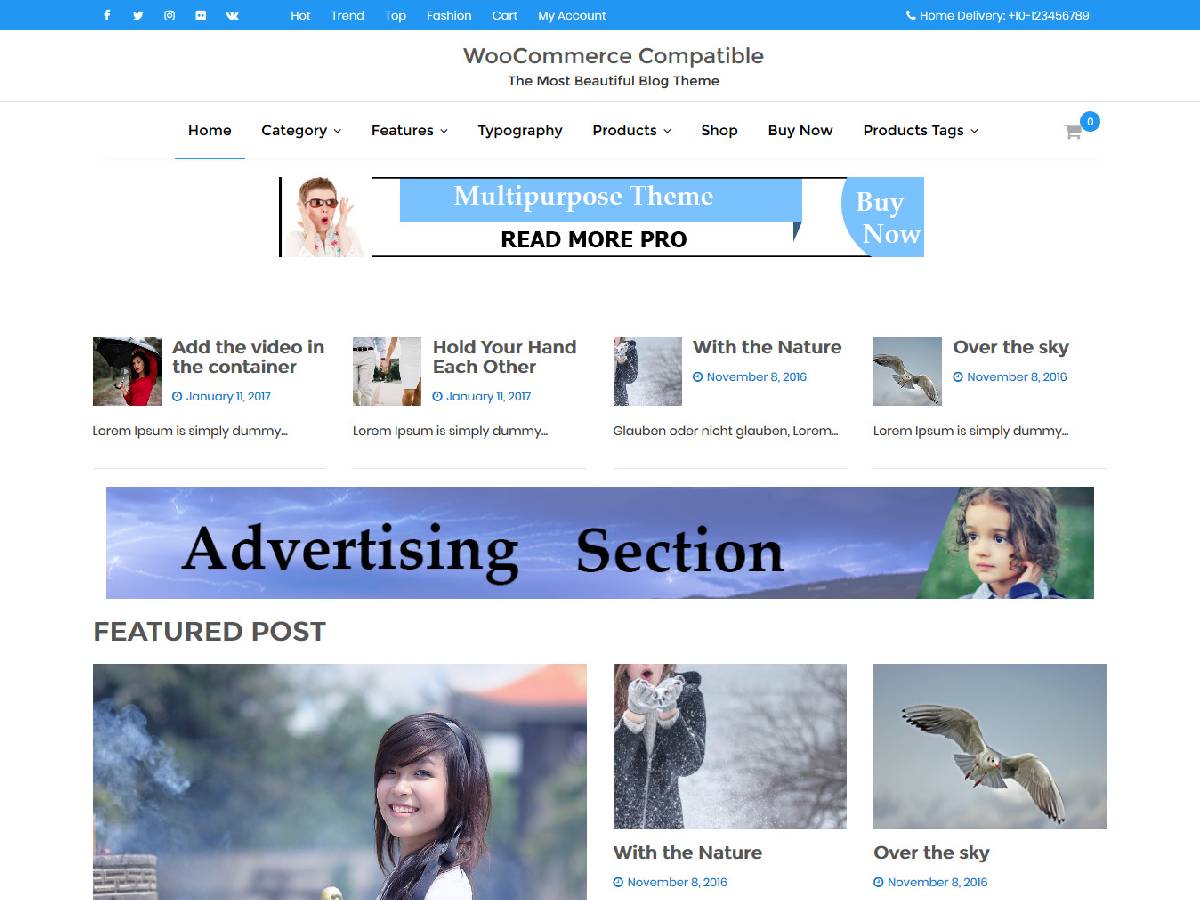 Hot Trend Top Fashion Cart My Account Home Delivery: +10-123456789
WooCommerce Compatible
The Most Beautiful Blog Theme
Home Category Features Typography Products Shop Buy Now Products Tags 0
Multipurpose Theme
READ MORE PRO
Buy
Now
Add the video in
the container
January 11, 2017
Lorem Ipsum is simply dummy...
Hold Your Hand
Each Other
January 11, 2017
Lorem Ipsum is simply dummy...
With the Nature
November 8, 2016
Glauben oder nicht glauben, Lorem...
Over the sky
November 8, 2016
Lorem Ipsum is simply dummy...
Advertising Section
FEATURED POST
With the Nature
November 8, 2016
Over the sky
November 8, 2016